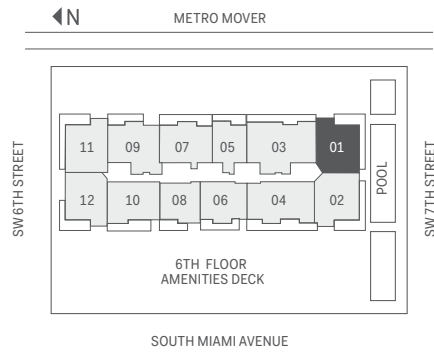 N
METRO MOVER
SW 6TH STREET
11 09 07 05 03 01
12 10 08 06 04 02
POOL
SW 7TH STREET
6TH FLOOR
AMENITIES DECK
SOUTH MIAMI AVENUE